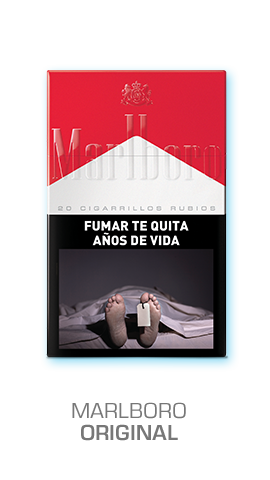 Marlboro
20 CIGARRILLOS RUBIOS
FUMAR TE QUITA
AÑOS DE VIDA
MARLBORO
ORIGINAL